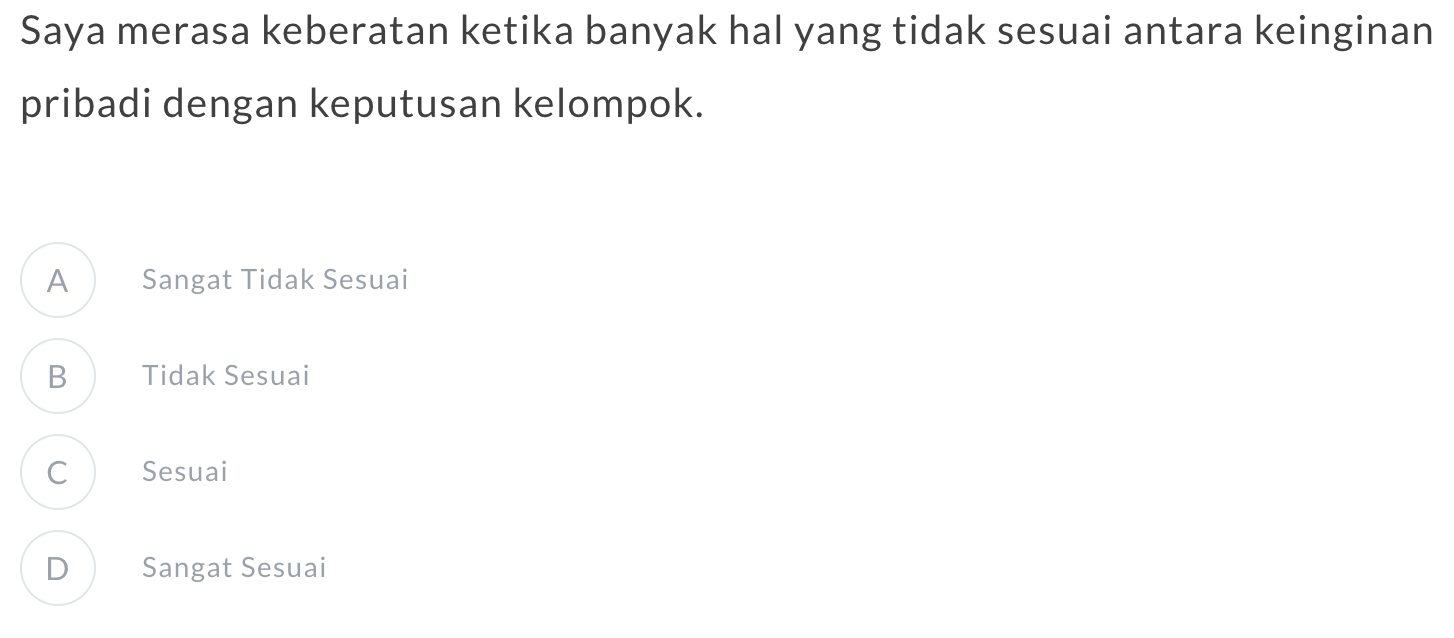 Saya merasa keberatan ketika banyak hal yang tidak sesuai antara keinginan
pribadi dengan keputusan kelompok.
A Sangat Tidak Sesuai
B Tidak Sesuai
C Sesuai
D Sangat Sesuai